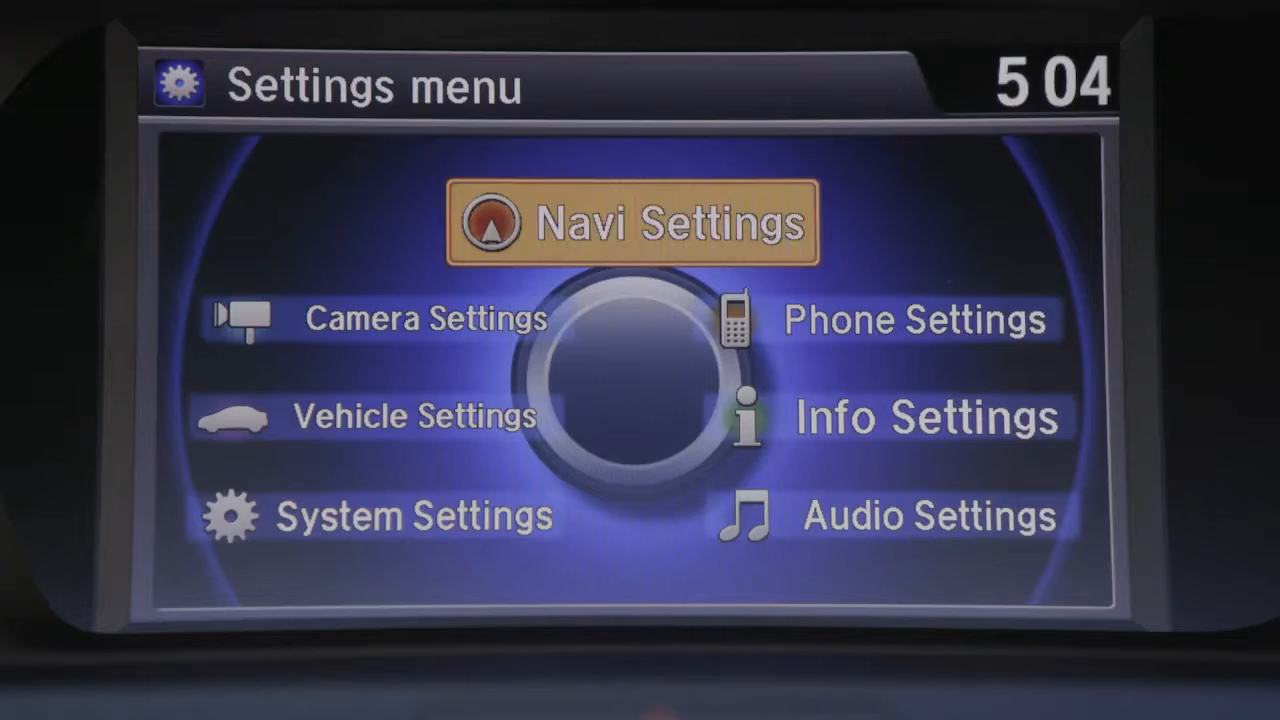 Settings menu
5 04
Navi Settings
Camera Settings
Phone Settings
Vehicle Settings
Info Settings
System Settings
Audio Settings